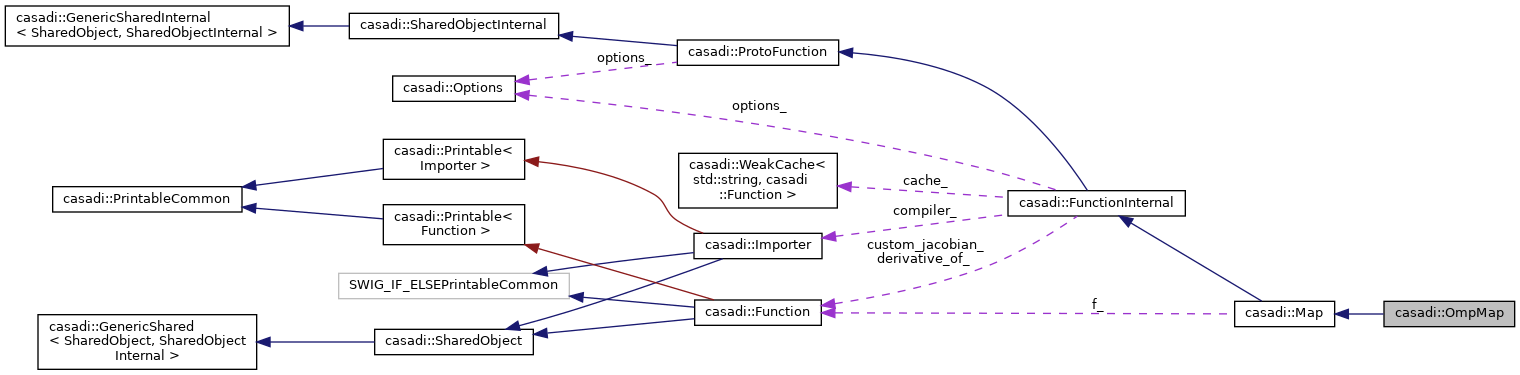 casadi::GenericSharedInternal
< SharedObject, SharedObjectInternal >
casadi::SharedObjectInternal
casadi::ProtoFunction
options_
casadi::Options
options_
casadi::Printable<
Importer >
casadi::WeakCache<
std::string, casadi
::Function >
cache_
casadi::FunctionInternal
casadi::PrintableCommon
casadi::Printable<
Function >
compiler_
casadi::Importer
custom_jacobian_
derivative_of_
SWIG_IF_ELSEPrintableCommon
casadi::Function
f_
casadi::Map
casadi::OmpMap
casadi::GenericShared
< SharedObject, SharedObject
Internal >
casadi::SharedObject